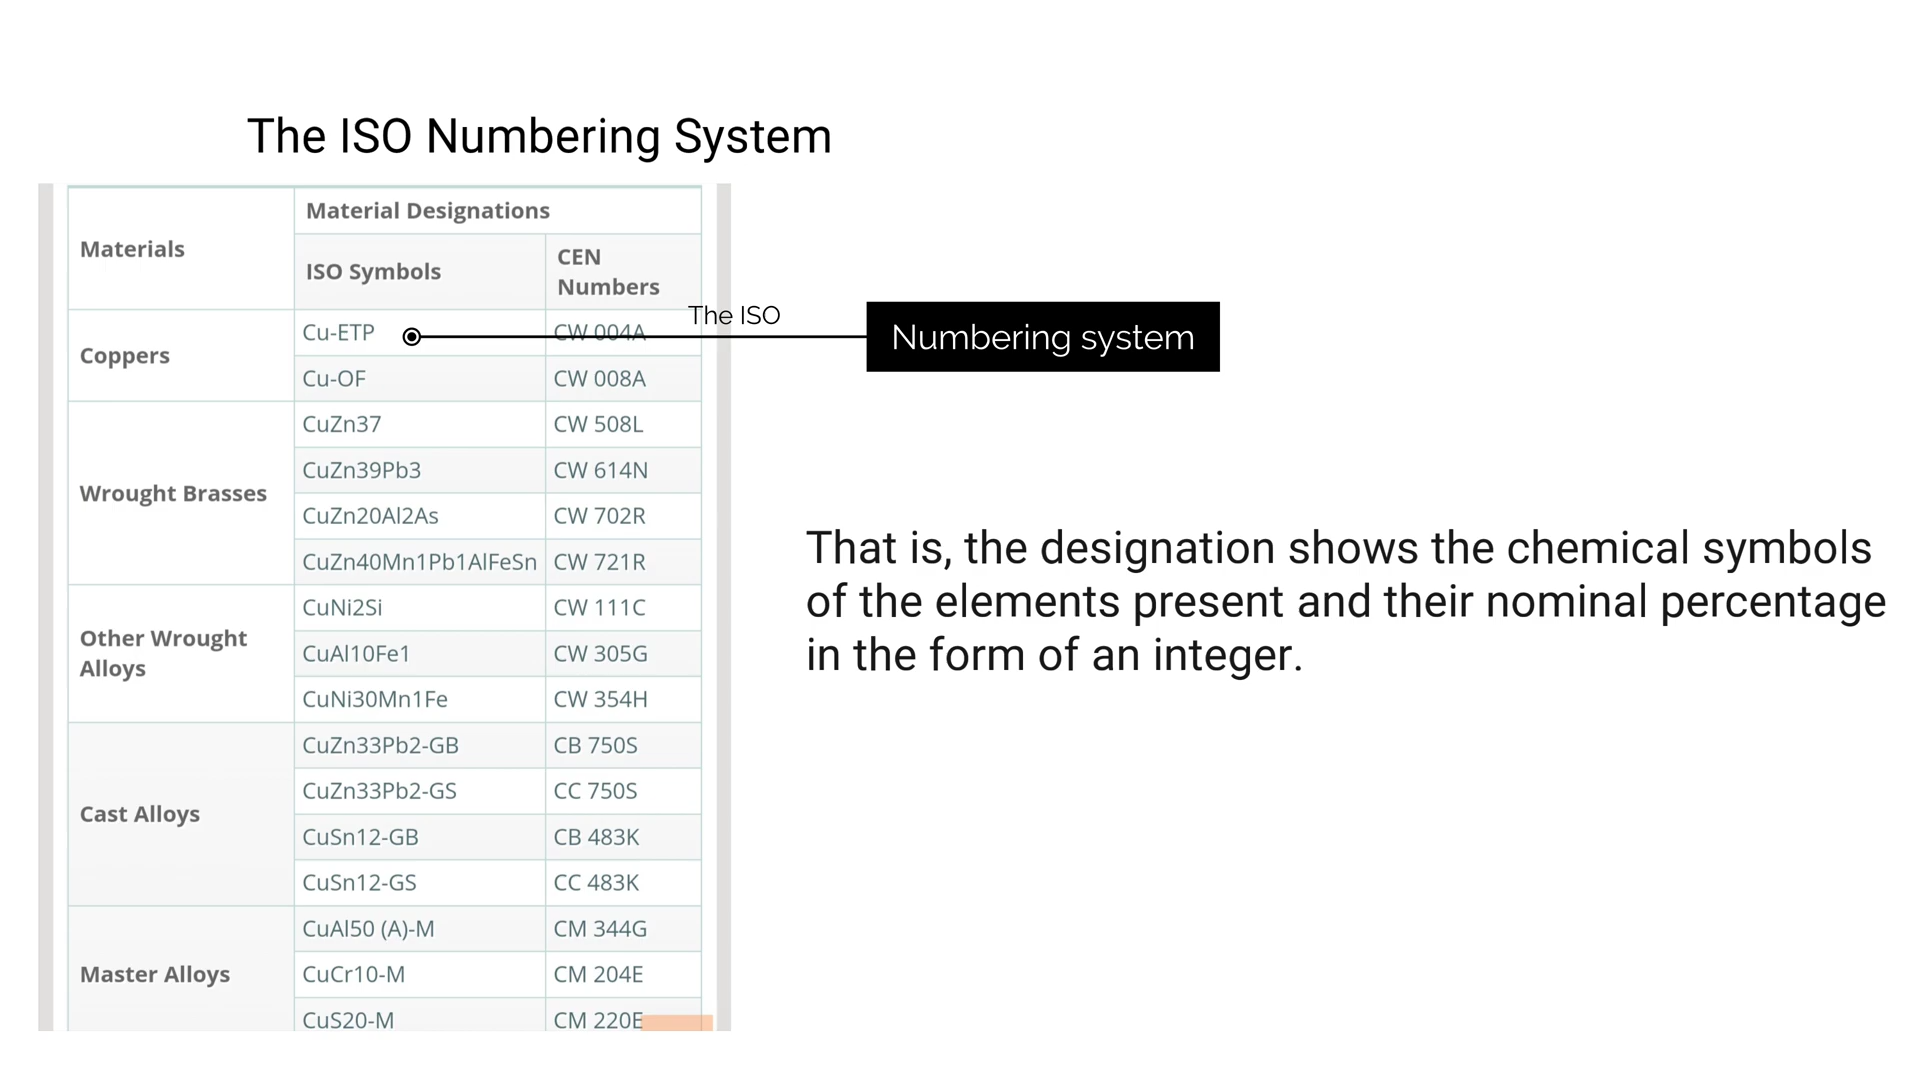 The ISO Numbering System
Materials
Material Designations
ISO Symbols
CEN
Numbers
Coppers
Cu-ETP
CW 004A
Cu-OF
CW 008A
Wrought Brasses
CuZn37
CW 508L
CuZn39Pb3
CW 614N
CuZn20Al2As
CW 702R
CuZn40Mn1Pb1AlFeSn
CW 721R
Other Wrought
Alloys
CuNi2Si
CW 111C
CuAl10Fe1
CW 305G
CuNi30Mn1Fe
CW 354H
Cast Alloys
CuZn33Pb2-GB
CB 750S
CuZn33Pb2-GS
CC 750S
CuSn12-GB
CB 483K
CuSn12-GS
CC 483K
Master Alloys
CuAl50 (A)-M
CM 344G
CuCr10-M
CM 204E
CuS20-M
CM 220E
The ISO
Numbering system
That is, the designation shows the chemical symbols
of the elements present and their nominal percentage
in the form of an integer.